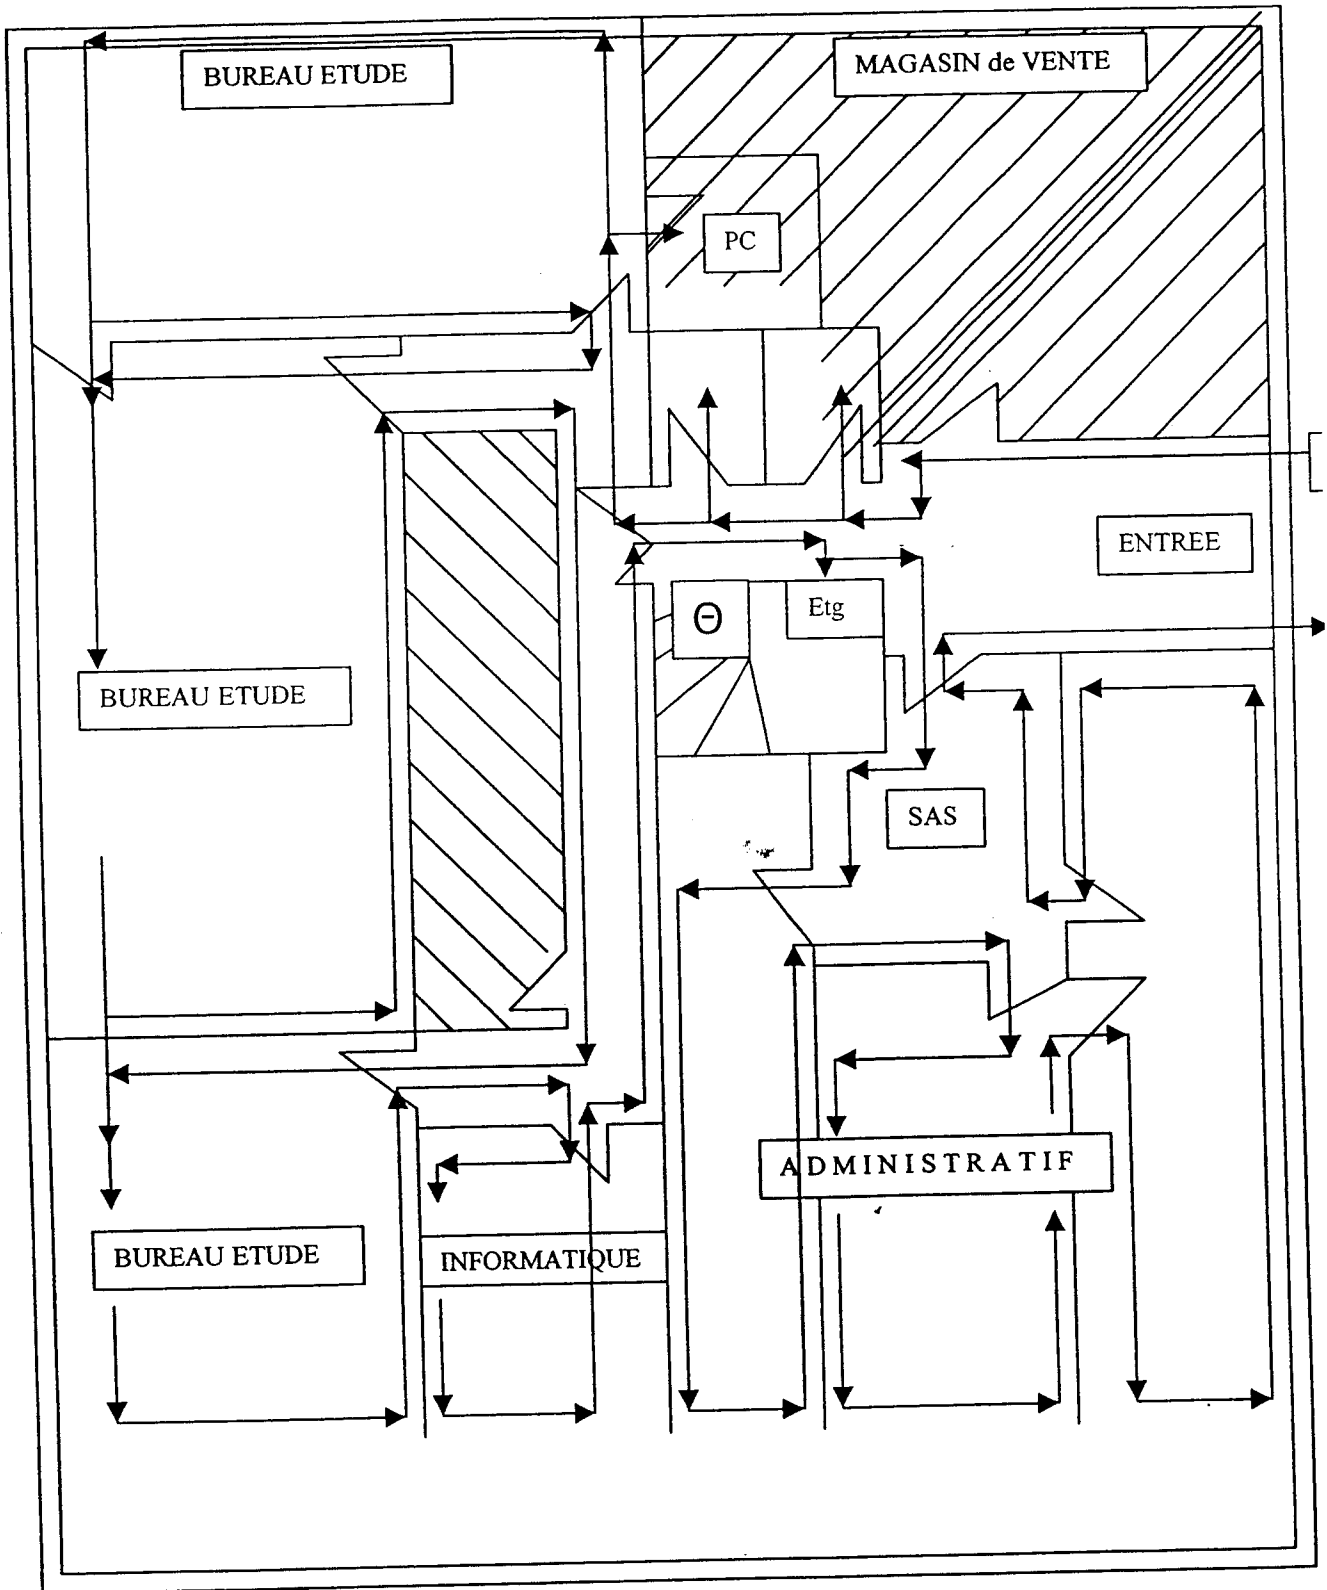 BUREAU ETUDE
MAGASIN de VENTE
PC
ENTREE
Θ
Etg
BUREAU ETUDE
SAS
ADMINISTRATIF
BUREAU ETUDE
INFORMATIQUE